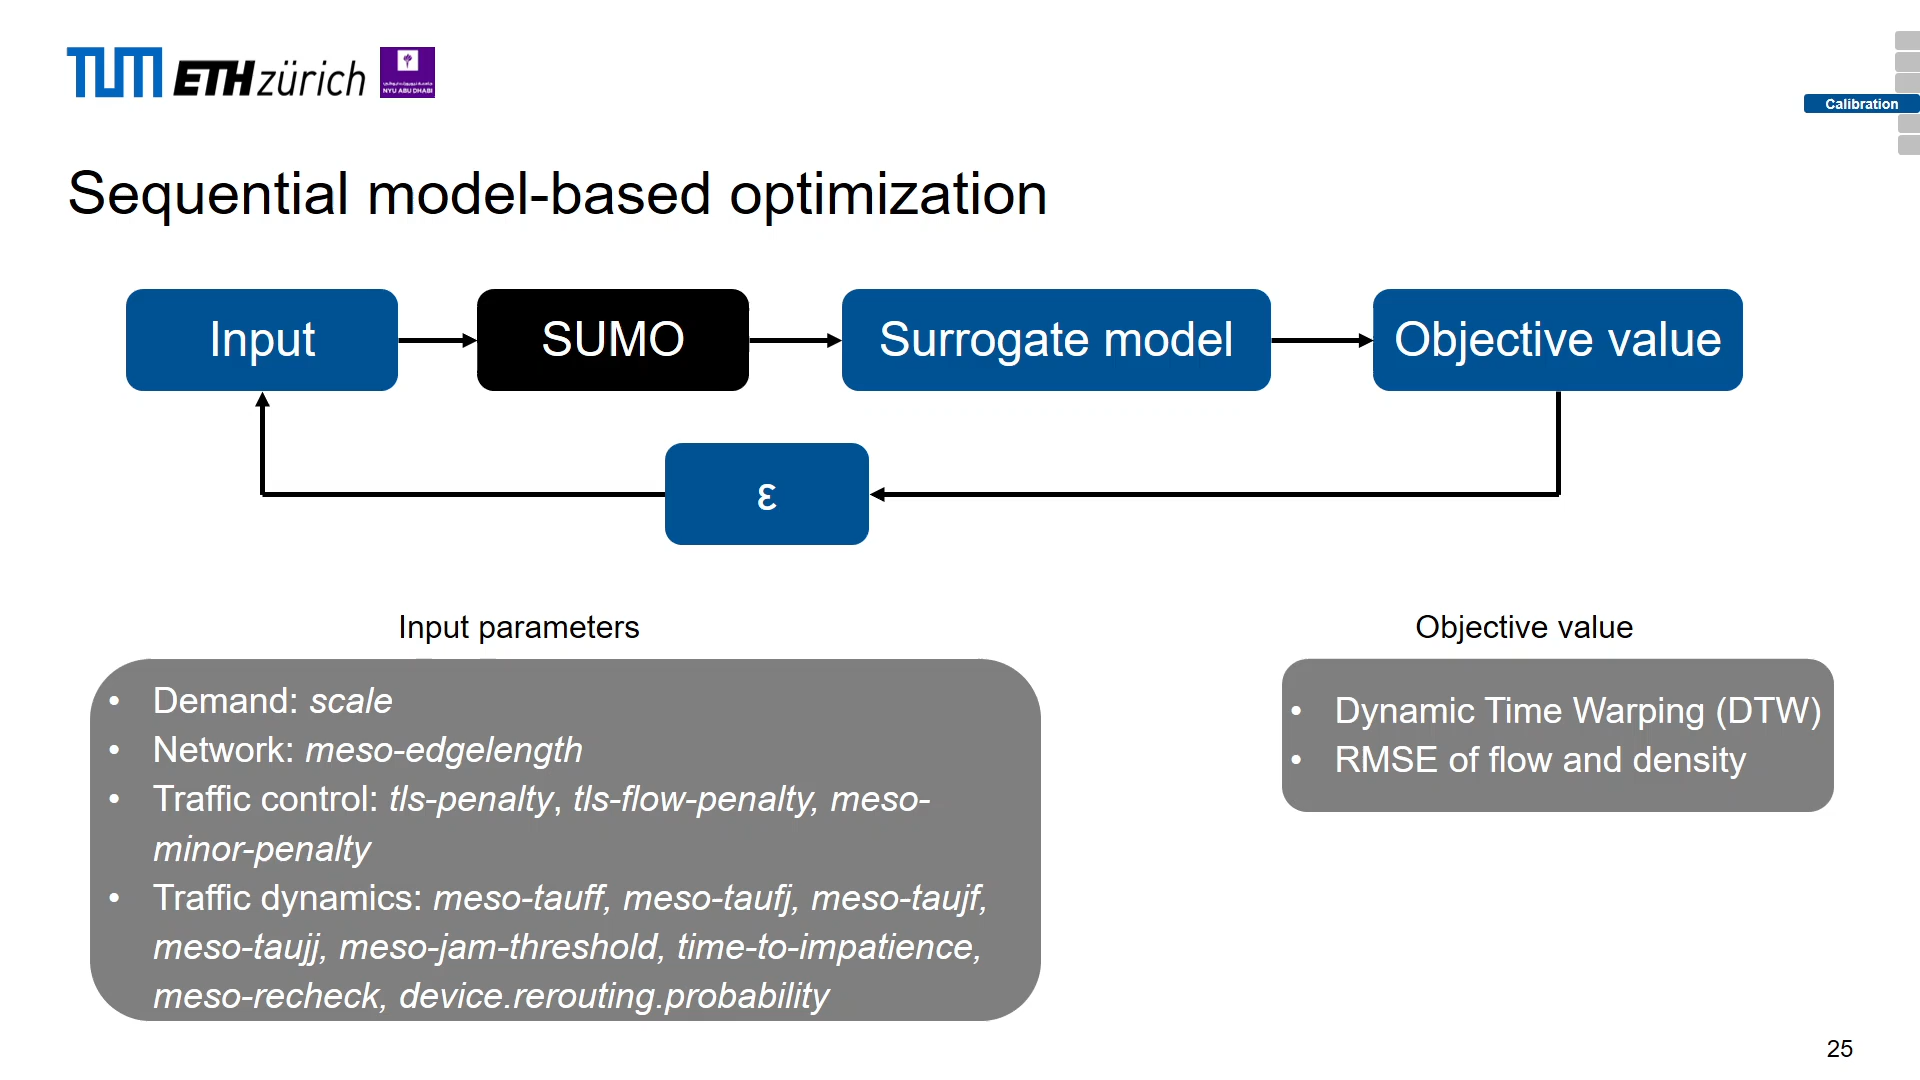 TUM ETH zürich
NYU ABU DHABI
Calibration
Sequential model-based optimization
Input
SUMO
Surrogate model
Objective value
ε
Input parameters
• Demand: scale
• Network: meso-edgelength
• Traffic control: tls-penalty, tls-flow-penalty, meso-
minor-penalty
• Traffic dynamics: meso-tauff, meso-taufj, meso-taujf,
meso-taujj, meso-jam-threshold, time-to-impatience,
meso-recheck, device.rerouting.probability
Objective value
• Dynamic Time Warping (DTW)
• RMSE of flow and density
25